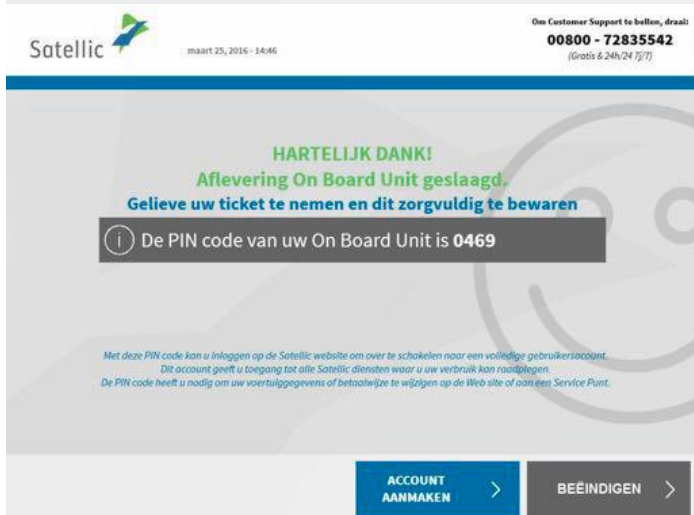 Om Customer Support te bellen, draai:
00800 - 72835542
(Gratis & 24h/24 7j/7)
Satellic
maart 25, 2016 - 14:46
HARTELIJK DANK!
Aflevering On Board Unit geslaagd.
Gelieve uw ticket te nemen en dit zorgvuldig te bewaren
i De PIN code van uw On Board Unit is 0469
Met deze PIN code kan u inloggen op de Satellic website om over te schakelen naar een volledige gebruikersaccount.
Dit account geeft u toegang tot alle Satellic diensten waar u uw verbruik kan raadplegen.
De PIN code heeft u nodig om uw voertuiggegevens of betaalwijze te wijzigen op de Web site of aan een Service Punt.
ACCOUNT
AANMAKEN
BEËINDIGEN